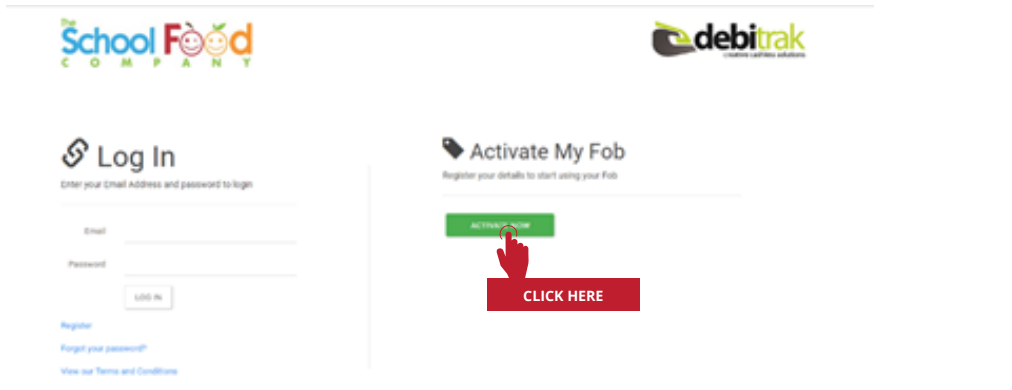 The
School Food
COMPANY
debitrak
creative cashless solutions
Log In
Enter your Email Address and password to login
Email
Password
LOG IN
Register
Forgot your password?
View our Terms and Conditions
Activate My Fob
Register your details to start using your Fob
ACTIVATE NOW
CLICK HERE